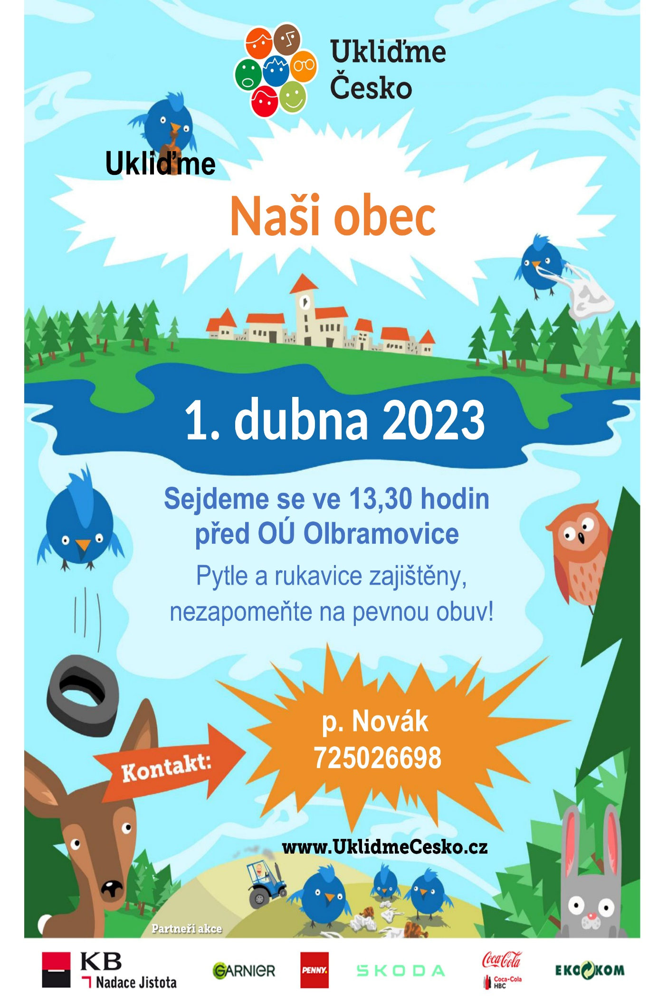 Ukliďme
Česko
Ukliďme
Naši obec
1. dubna 2023
Sejdeme se ve 13,30 hodin
před OÚ Olbramovice
Pytle a rukavice zajištěny,
nezapomeňte na pevnou obuv!
p. Novák
725026698
Kontakt:
www.UklidmeCesko.cz
Partneři akce
KB
Nadace Jistota
GARNIER
PENNY.
SKODA
Coca-Cola
Coca-Cola
HBC
EKO KOM